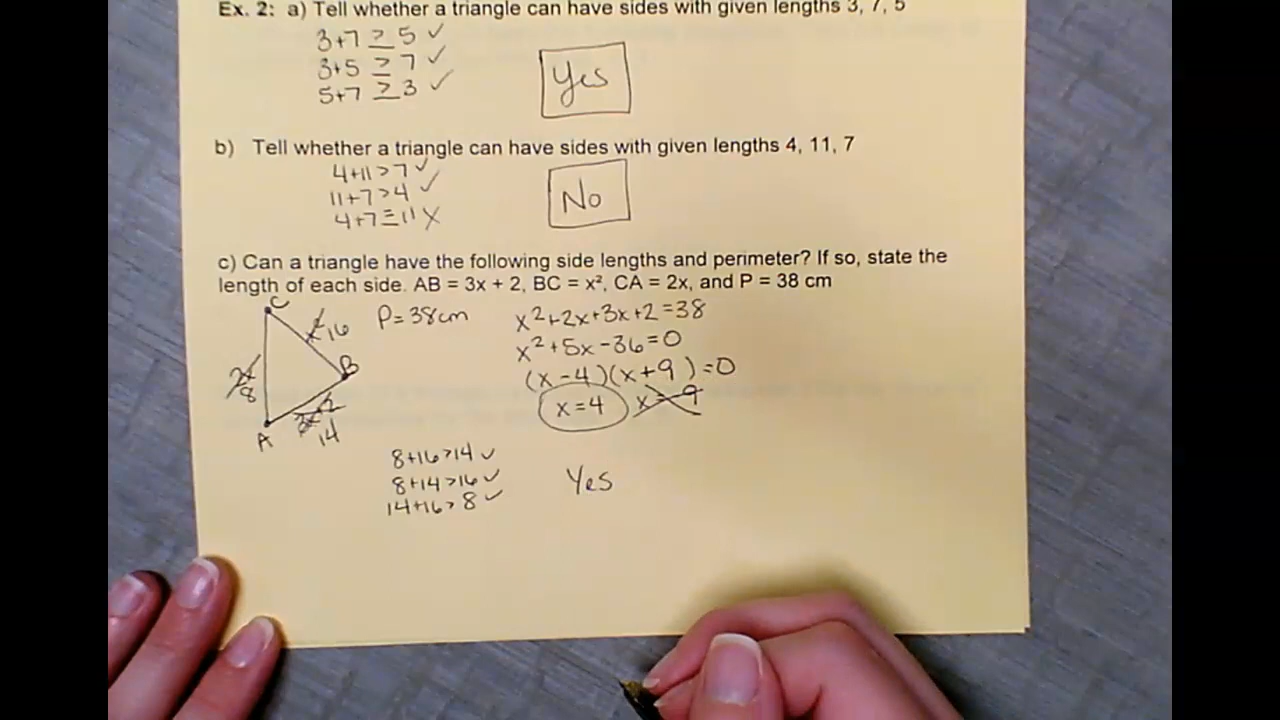 Ex. 2: a) Tell whether a triangle can have sides with given lengths 3, 7, 5
3+7 ≥ 5 ✓
3+5 ≥ 7 ✓
5+7 ≥ 3 ✓
Yes
b) Tell whether a triangle can have sides with given lengths 4, 11, 7
4+11>7 ✓
11+7>4 ✓
4+7=11 X
No
c) Can a triangle have the following side lengths and perimeter? If so, state the
length of each side. AB = 3x + 2, BC = x², CA = 2x, and P = 38 cm
C
16
P=38cm
x²+2x+3x+2=38
x²+5x-36=0
B
2x
8
(x-4)(x+9)=0
x=4
A
14
8+16>14 ✓
8+14>16 ✓
14+16>8 ✓
Yes